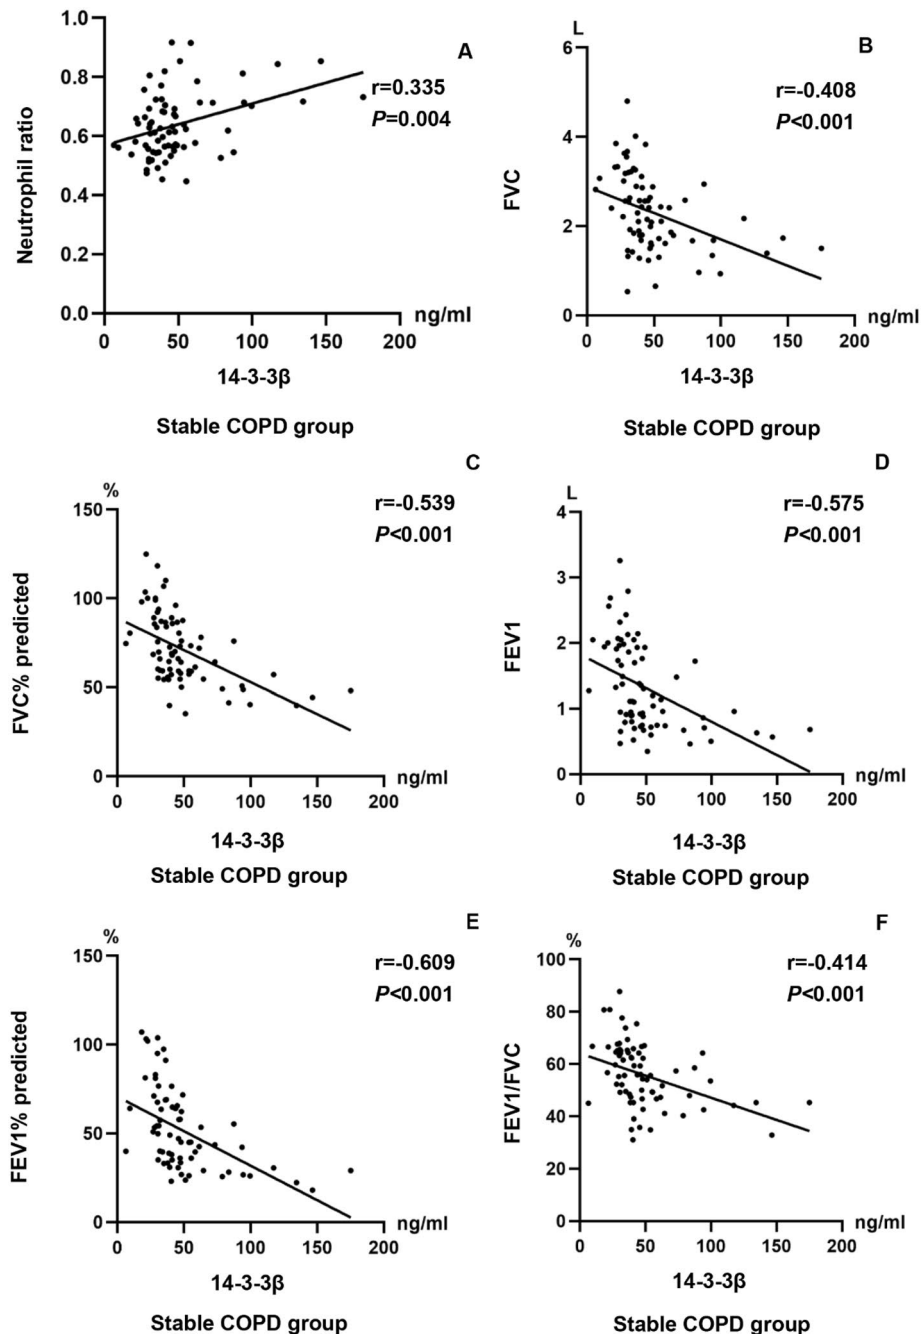 A
r=0.335
P=0.004
Neutrophil ratio
1.0
0.8
0.6
0.4
0.2
0.0
0 50 100 150 200
ng/ml
14-3-3β
Stable COPD group
B
L
r=-0.408
P<0.001
FVC
6
4
2
0
0 50 100 150 200
ng/ml
14-3-3β
Stable COPD group
C
%
r=-0.539
P<0.001
FVC% predicted
150
100
50
0
0 50 100 150 200
ng/ml
14-3-3β
Stable COPD group
D
L
r=-0.575
P<0.001
FEV1
4
3
2
1
0
0 50 100 150 200
ng/ml
14-3-3β
Stable COPD group
E
%
r=-0.609
P<0.001
FEV1% predicted
150
100
50
0
0 50 100 150 200
ng/ml
14-3-3β
Stable COPD group
F
%
r=-0.414
P<0.001
FEV1/FVC
100
80
60
40
20
0
0 50 100 150 200
ng/ml
14-3-3β
Stable COPD group